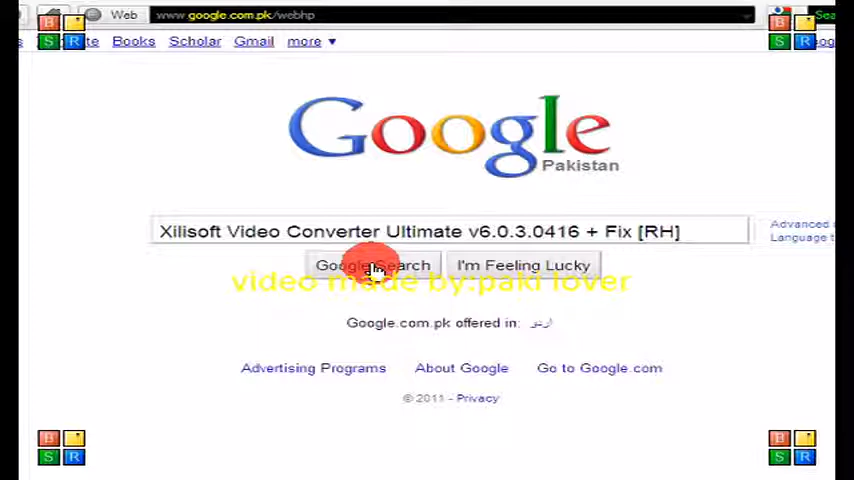 Web www.google.com.pk/webhp
Books Scholar Gmail more ▼
Google
Pakistan
Xilisoft Video Converter Ultimate v6.0.3.0416 + Fix [RH]
Advanced
Language t
Google Search I'm Feeling Lucky
video made by:paki lover
Google.com.pk offered in: اردو
Advertising Programs About Google Go to Google.com
© 2011 - Privacy
B
S R
B
S R
B
S R
B
S R